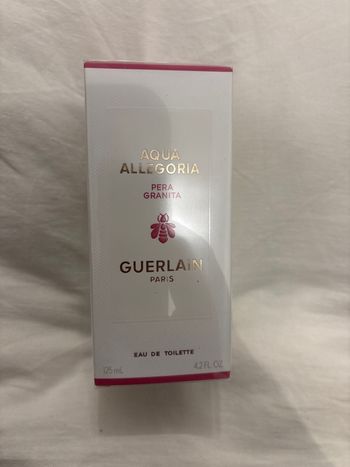 AQUA
ALLEGORIA
PERA
GRANITA
GUERLAIN
PARIS
EAU DE TOILETTE
125 mL 4.2 FL. OZ.